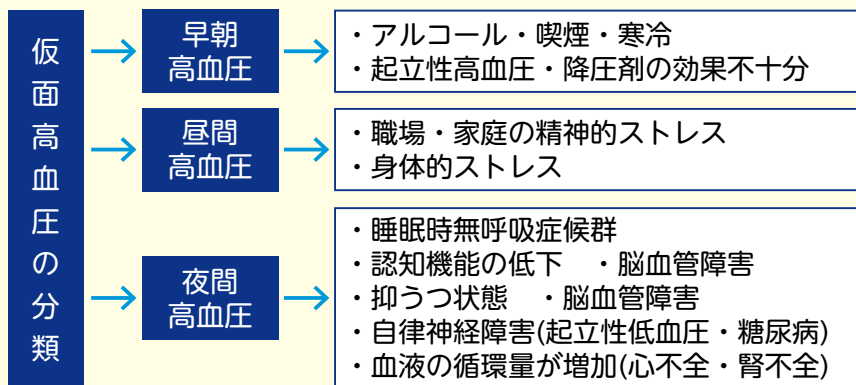 仮面高血圧の分類
早朝
高血圧
・アルコール・喫煙・寒冷
・起立性高血圧・降圧剤の効果不十分
昼間
高血圧
・職場・家庭の精神的ストレス
・身体的ストレス
夜間
高血圧
・睡眠時無呼吸症候群
・認知機能の低下　・脳血管障害
・抑うつ状態　・脳血管障害
・自律神経障害(起立性低血圧・糖尿病)
・血液の循環量が増加(心不全・腎不全)